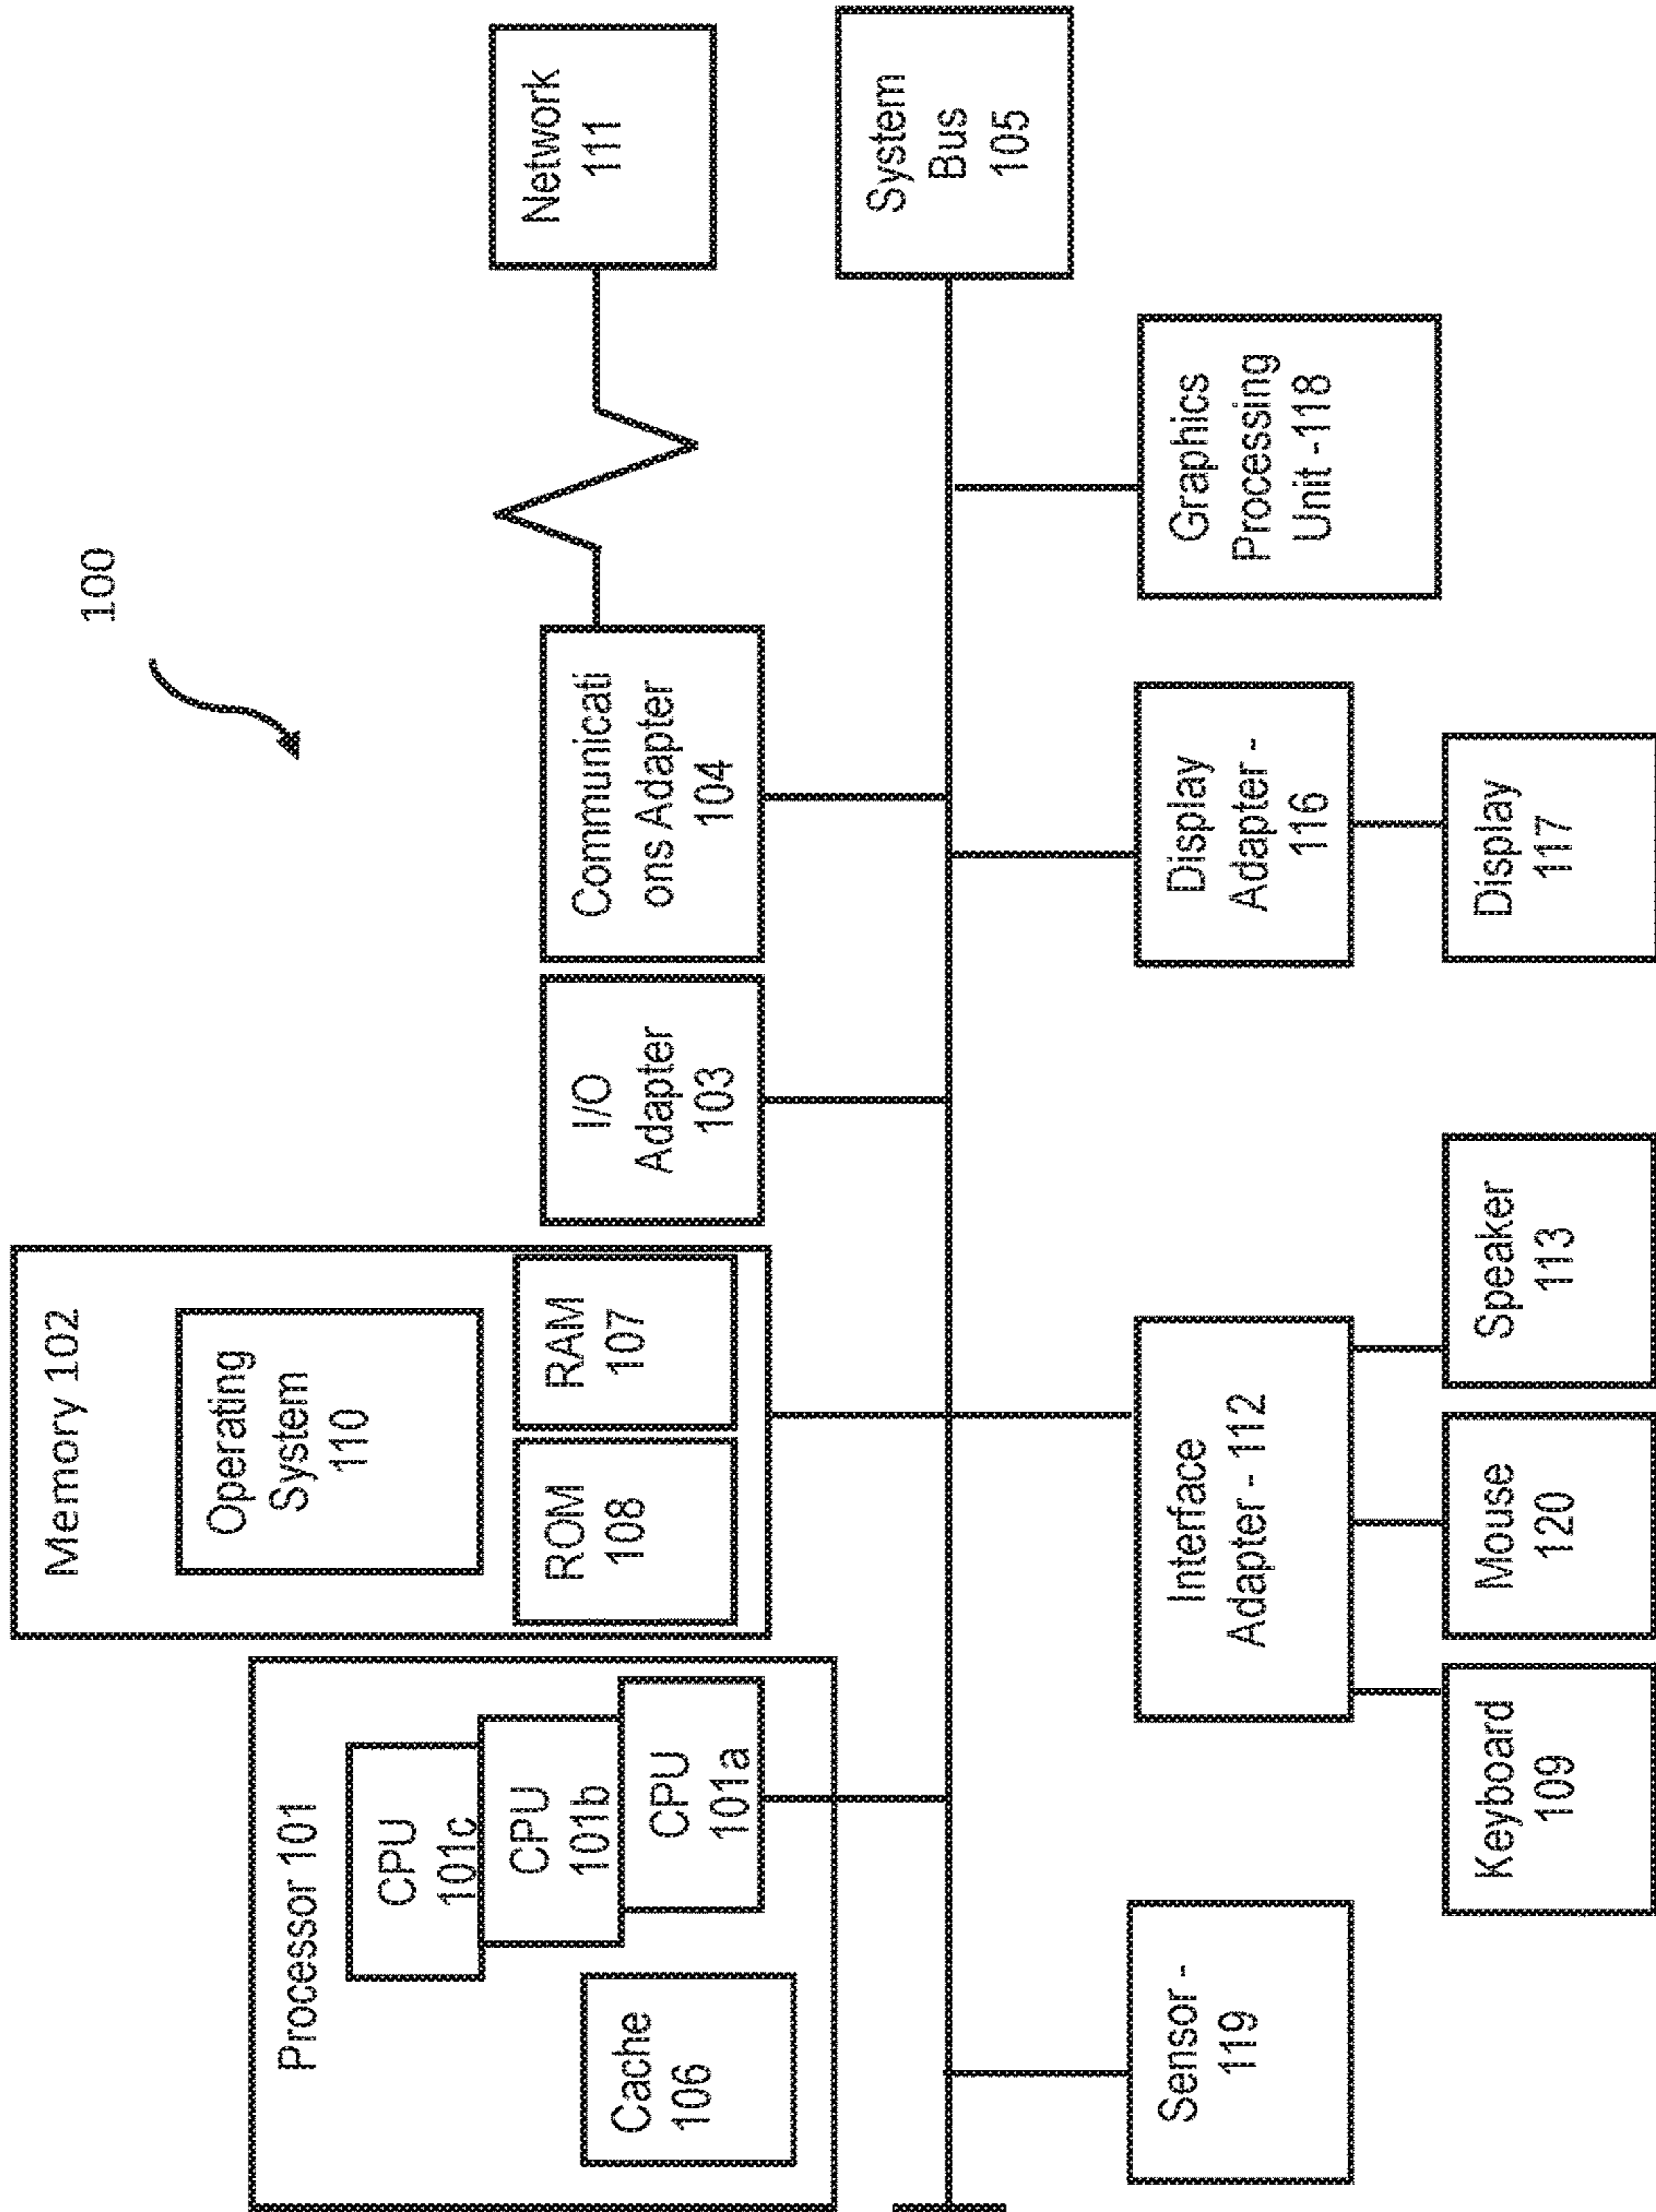 100
Processor 101
CPU
101c
CPU
101b
CPU
101a
Cache
106
Memory 102
Operating
System
110
ROM
108
RAM
107
I/O
Adapter
103
Communicati
ons Adapter
104
Network
111
System
Bus
105
Sensor -
119
Interface
Adapter - 112
Keyboard
109
Mouse
120
Speaker
113
Display
Adapter -
116
Display
117
Graphics
Processing
Unit -118